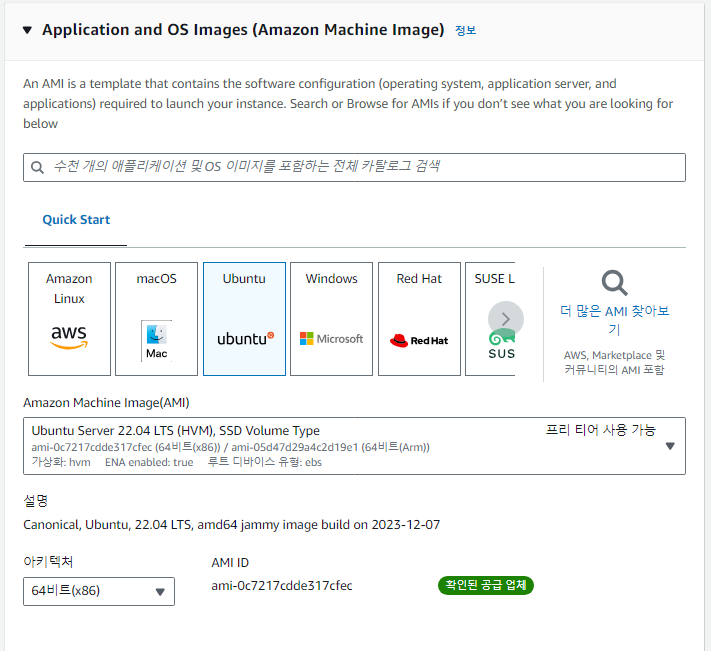 Application and OS Images (Amazon Machine Image) 정보
An AMI is a template that contains the software configuration (operating system, application server, and
applications) required to launch your instance. Search or Browse for AMIs if you don't see what you are looking for
below
수천 개의 애플리케이션 및 OS 이미지를 포함하는 전체 카탈로그 검색
Quick Start
Amazon
Linux
aws
macOS
Mac
Ubuntu
ubuntu
Windows
Microsoft
Red Hat
Red Hat
SUSE L
SUS
더 많은 AMI 찾아보
기
AWS, Marketplace 및
커뮤니티의 AMI 포함
Amazon Machine Image(AMI)
Ubuntu Server 22.04 LTS (HVM), SSD Volume Type 프리 티어 사용 가능
ami-0c7217cdde317cfec (64비트(x86)) / ami-05d47d29a4c2d19e1 (64비트(Arm))
가상화: hvm ENA enabled: true 루트 디바이스 유형: ebs
설명
Canonical, Ubuntu, 22.04 LTS, amd64 jammy image build on 2023-12-07
아키텍처 AMI ID
64비트(x86) ami-0c7217cdde317cfec 확인된 공급 업체